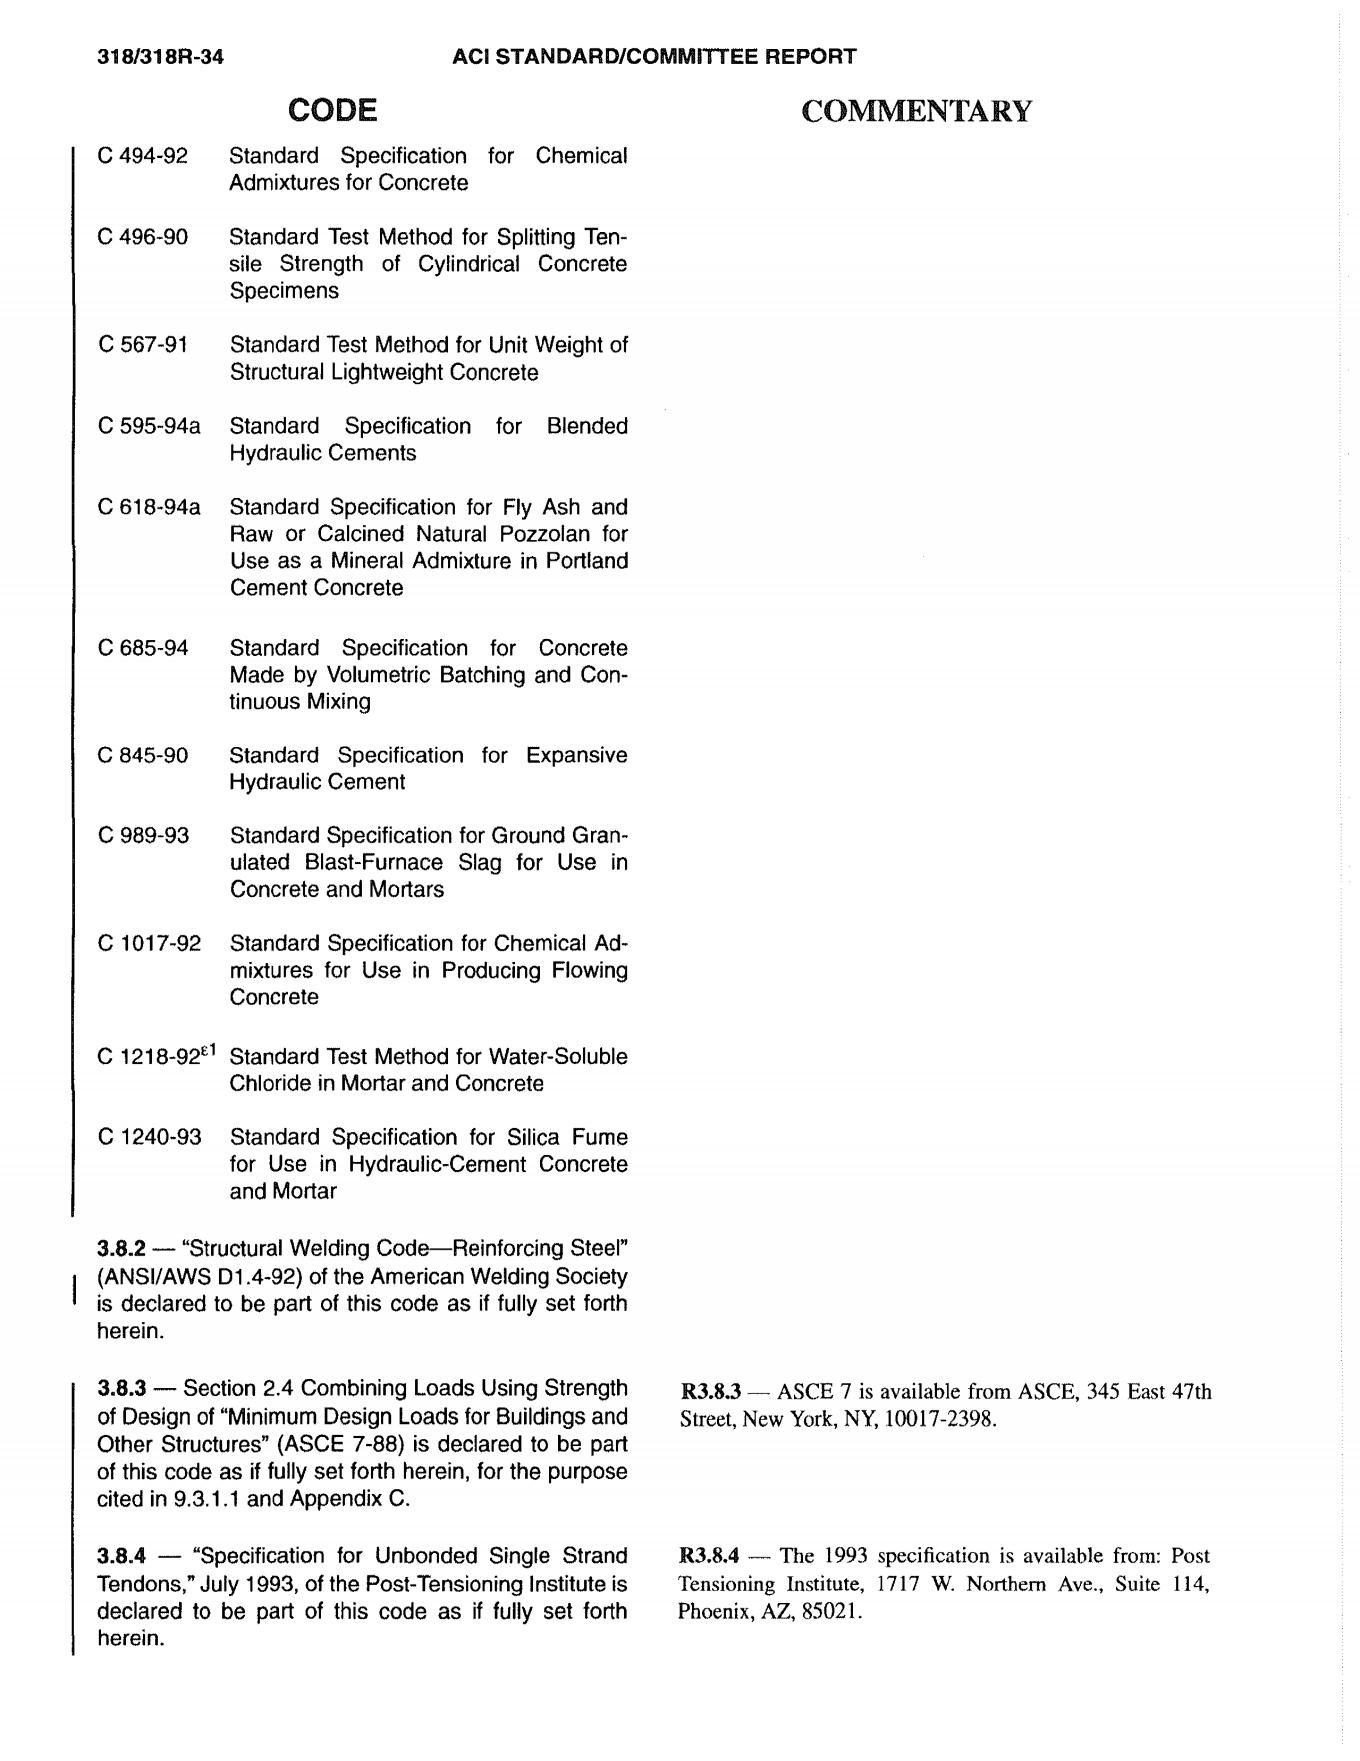 318/318R-34
ACI STANDARD/COMMITTEE REPORT
CODE
C 494-92 Standard Specification for Chemical
Admixtures for Concrete
C 496-90 Standard Test Method for Splitting Ten-
sile Strength of Cylindrical Concrete
Specimens
C 567-91 Standard Test Method for Unit Weight of
Structural Lightweight Concrete
C 595-94a Standard Specification for Blended
Hydraulic Cements
C 618-94a Standard Specification for Fly Ash and
Raw or Calcined Natural Pozzolan for
Use as a Mineral Admixture in Portland
Cement Concrete
C 685-94 Standard Specification for Concrete
Made by Volumetric Batching and Con-
tinuous Mixing
C 845-90 Standard Specification for Expansive
Hydraulic Cement
C 989-93 Standard Specification for Ground Gran-
ulated Blast-Furnace Slag for Use in
Concrete and Mortars
C 1017-92 Standard Specification for Chemical Ad-
mixtures for Use in Producing Flowing
Concrete
C 1218-92ε1 Standard Test Method for Water-Soluble
Chloride in Mortar and Concrete
C 1240-93 Standard Specification for Silica Fume
for Use in Hydraulic-Cement Concrete
and Mortar
3.8.2 — “Structural Welding Code—Reinforcing Steel”
(ANSI/AWS D1.4-92) of the American Welding Society
is declared to be part of this code as if fully set forth
herein.
3.8.3 — Section 2.4 Combining Loads Using Strength
of Design of “Minimum Design Loads for Buildings and
Other Structures” (ASCE 7-88) is declared to be part
of this code as if fully set forth herein, for the purpose
cited in 9.3.1.1 and Appendix C.
3.8.4 — “Specification for Unbonded Single Strand
Tendons,” July 1993, of the Post-Tensioning Institute is
declared to be part of this code as if fully set forth
herein.
COMMENTARY
R3.8.3 — ASCE 7 is available from ASCE, 345 East 47th
Street, New York, NY, 10017-2398.
R3.8.4 — The 1993 specification is available from: Post
Tensioning Institute, 1717 W. Northern Ave., Suite 114,
Phoenix, AZ, 85021.